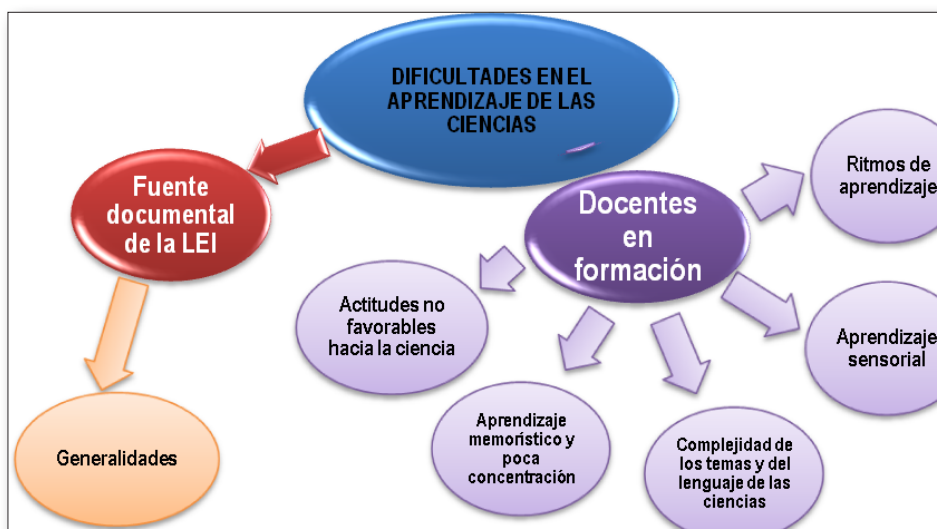 DIFICULTADES EN EL
APRENDIZAJE DE LAS
CIENCIAS
Fuente
documental
de la LEI
Docentes
en
formación
Ritmos de
aprendizaje
Actitudes no
favorables
hacia la ciencia
Aprendizaje
sensorial
Generalidades
Aprendizaje
memorístico y
poca
concentración
Complejidad de
los temas y del
lenguaje de las
ciencias